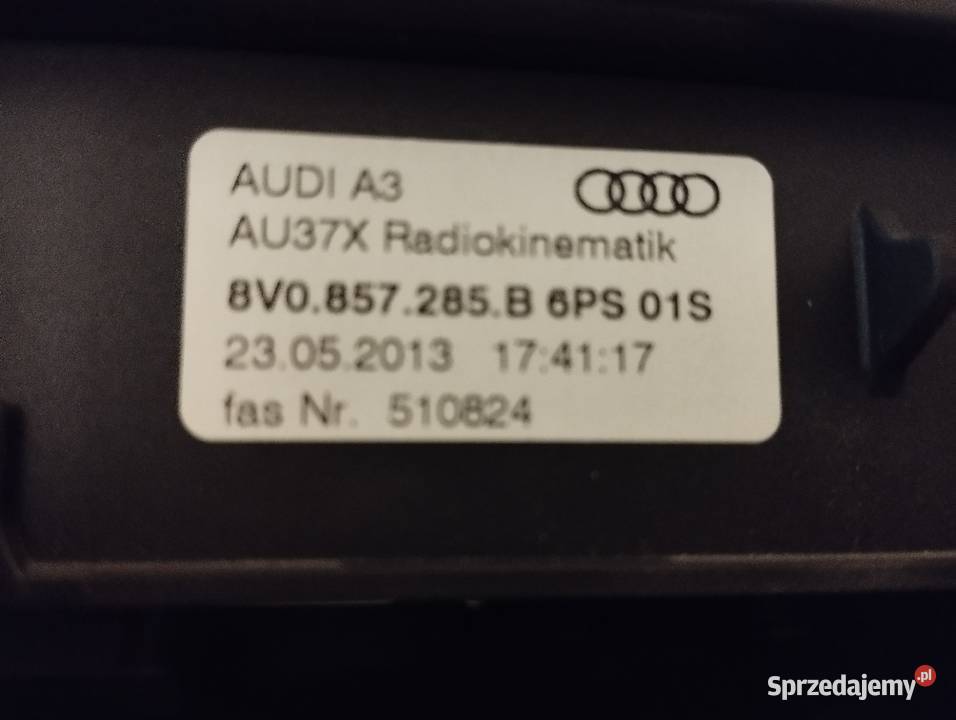 AUDI A3
AU37X Radiokinematik
8V0.857.285.B 6PS 01S
23.05.2013 17:41:17
fas Nr. 510824
Sprzedajemy.pl